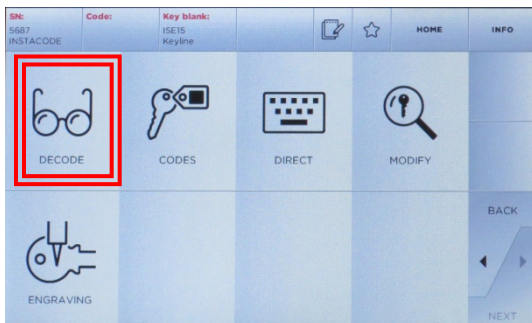 SN:
5687
INSTACODE
Code:
Key blank:
ISE15
Keyline
HOME
INFO
DECODE
CODES
DIRECT
MODIFY
ENGRAVING
BACK
NEXT